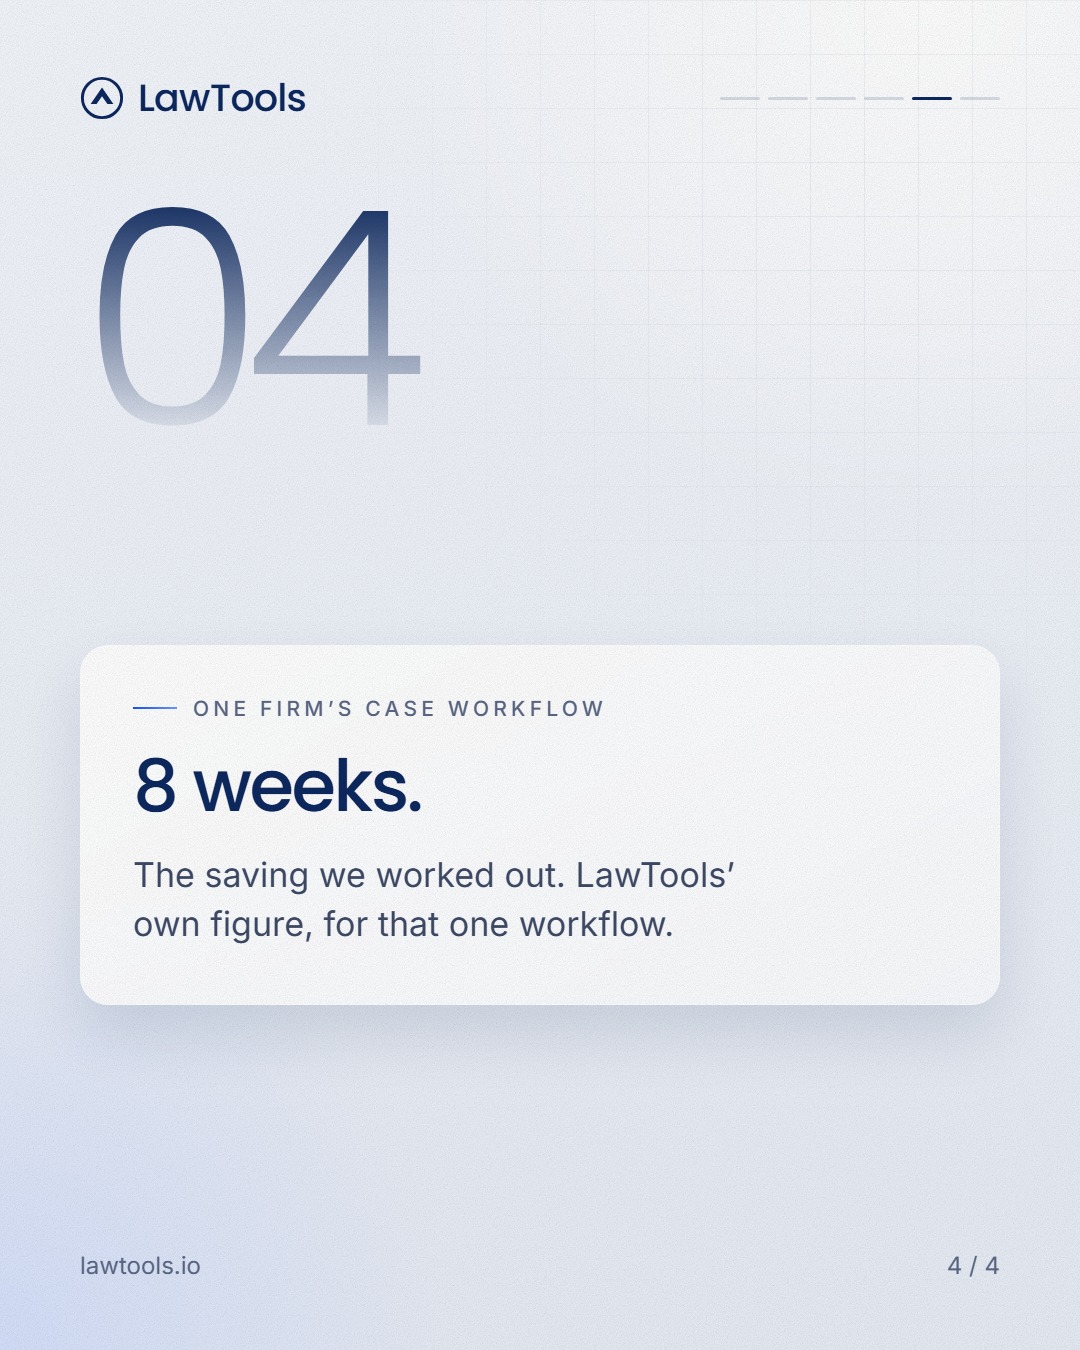 LawTools
04
ONE FIRM’S CASE WORKFLOW
8 weeks.
The saving we worked out. LawTools’
own figure, for that one workflow.
lawtools.io
4 / 4